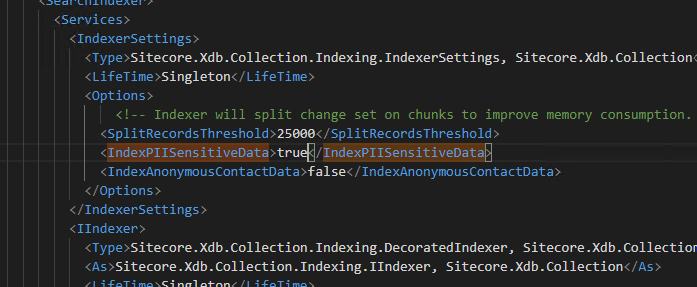 <SearchIndexer>
<Services>
<IndexerSettings>
<Type>Sitecore.Xdb.Collection.Indexing.IndexerSettings, Sitecore.Xdb.Collection<
<LifeTime>Singleton</LifeTime>
<Options>
<!-- Indexer will split change set on chunks to improve memory consumption.
<SplitRecordsThreshold>25000</SplitRecordsThreshold>
<IndexPIISensitiveData>true</IndexPIISensitiveData>
<IndexAnonymousContactData>false</IndexAnonymousContactData>
</Options>
</IndexerSettings>
<IIndexer>
<Type>Sitecore.Xdb.Collection.Indexing.DecoratedIndexer, Sitecore.Xdb.Collection
<As>Sitecore.Xdb.Collection.Indexing.IIndexer, Sitecore.Xdb.Collection</As>
<LifeTime>Singleton</LifeTime>